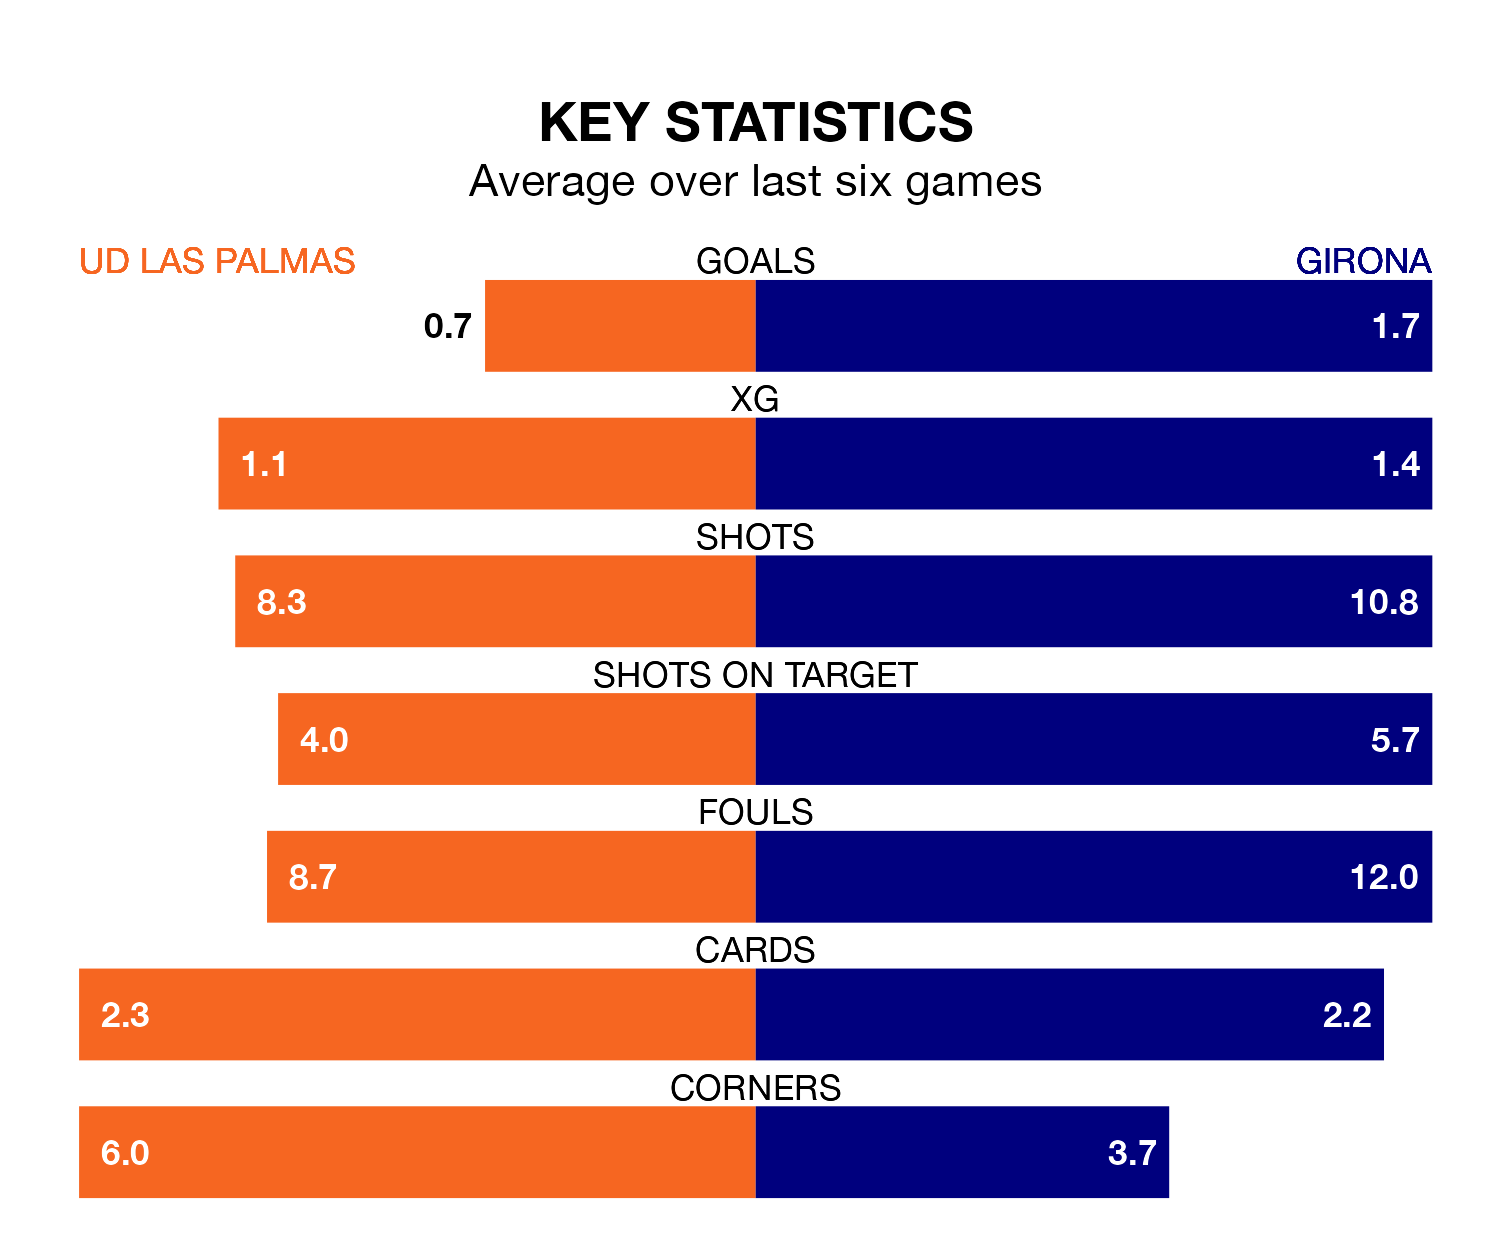 KEY STATISTICS
Average over last six games
UD LAS PALMAS GOALS GIRONA
0.7 1.7
XG
1.1 1.4
SHOTS
8.3 10.8
SHOTS ON TARGET
4.0 5.7
FOULS
8.7 12.0
CARDS
2.3 2.2
CORNERS
6.0 3.7